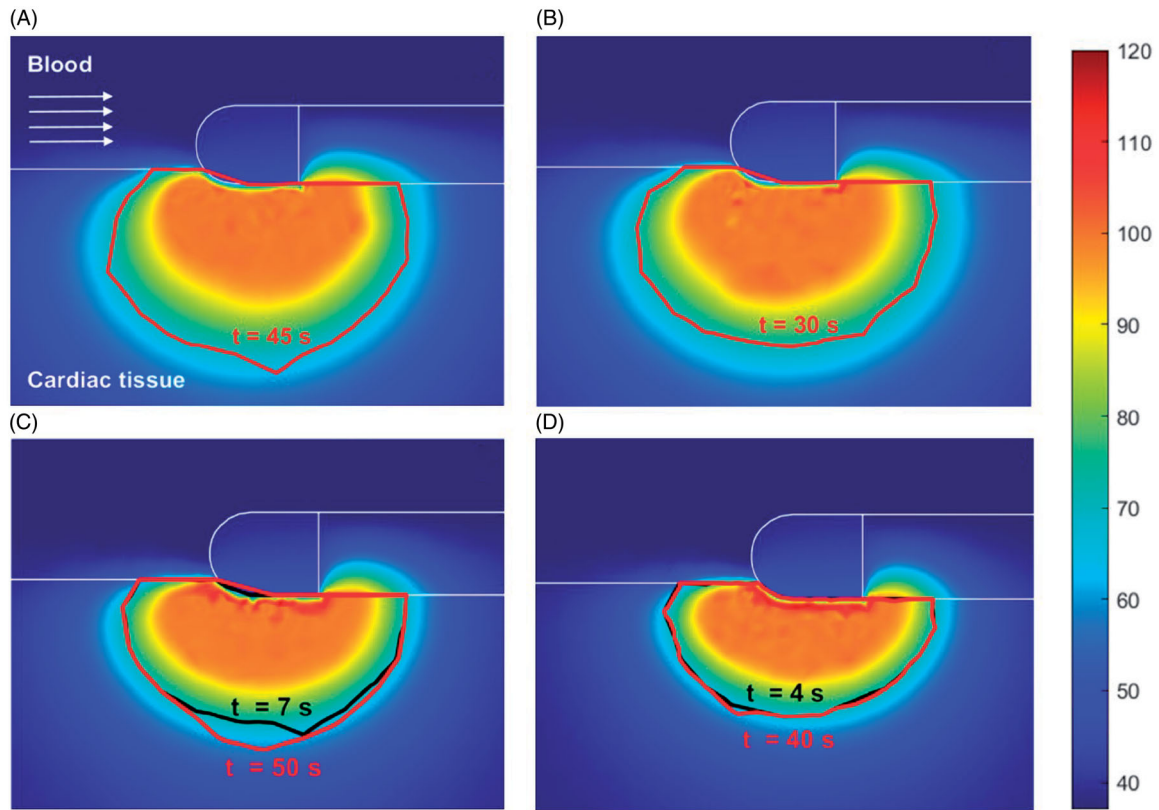 (A)
(B)
Blood
t = 45 s
t = 30 s
Cardiac tissue
(C)
(D)
t = 7 s
t = 50 s
t = 4 s
t = 40 s
120
110
100
90
80
70
60
50
40